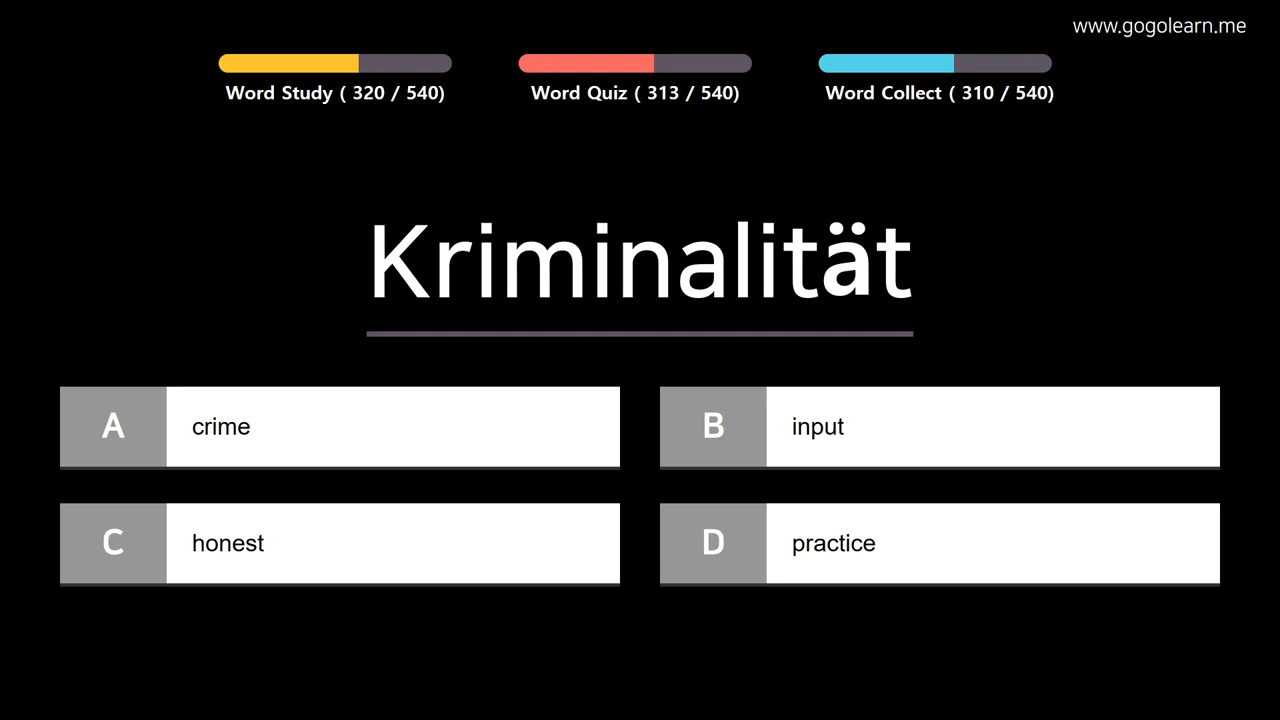 www.gogolearn.me
Word Study ( 320 / 540)
Word Quiz ( 313 / 540)
Word Collect ( 310 / 540)
Kriminalität
A crime
B input
C honest
D practice